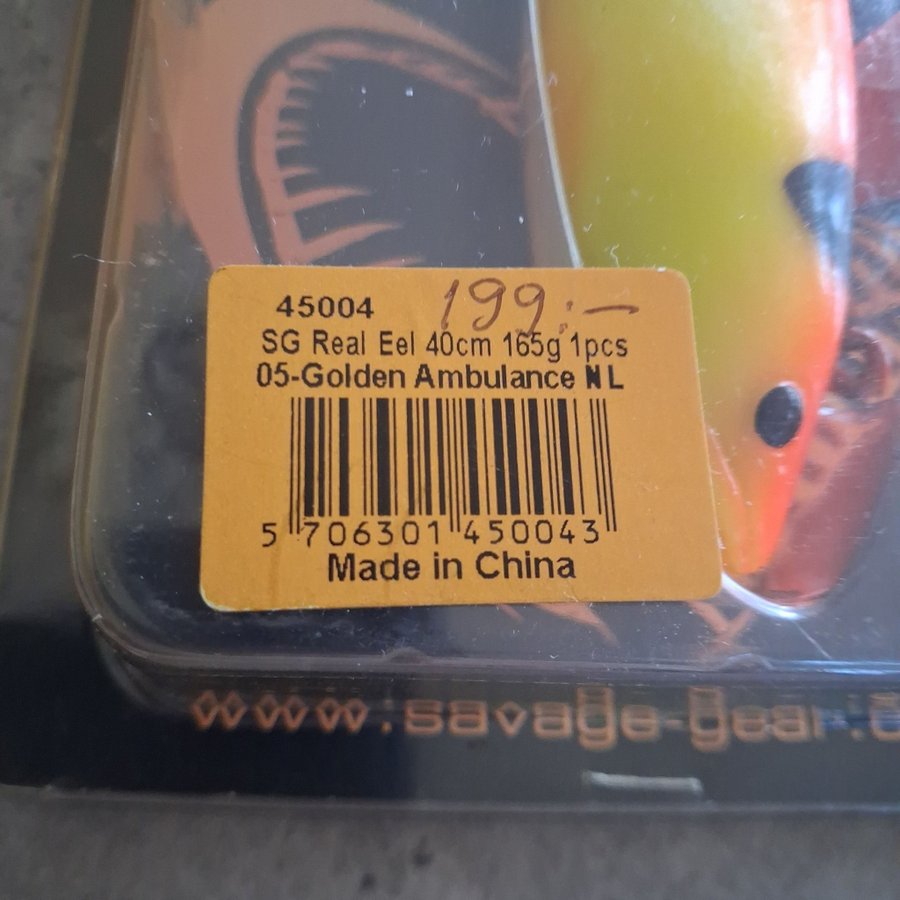 45004 199:-
SG Real Eel 40cm 165g 1pcs
05-Golden Ambulance NL
5 706301 450043
Made in China
www.savage-gear.